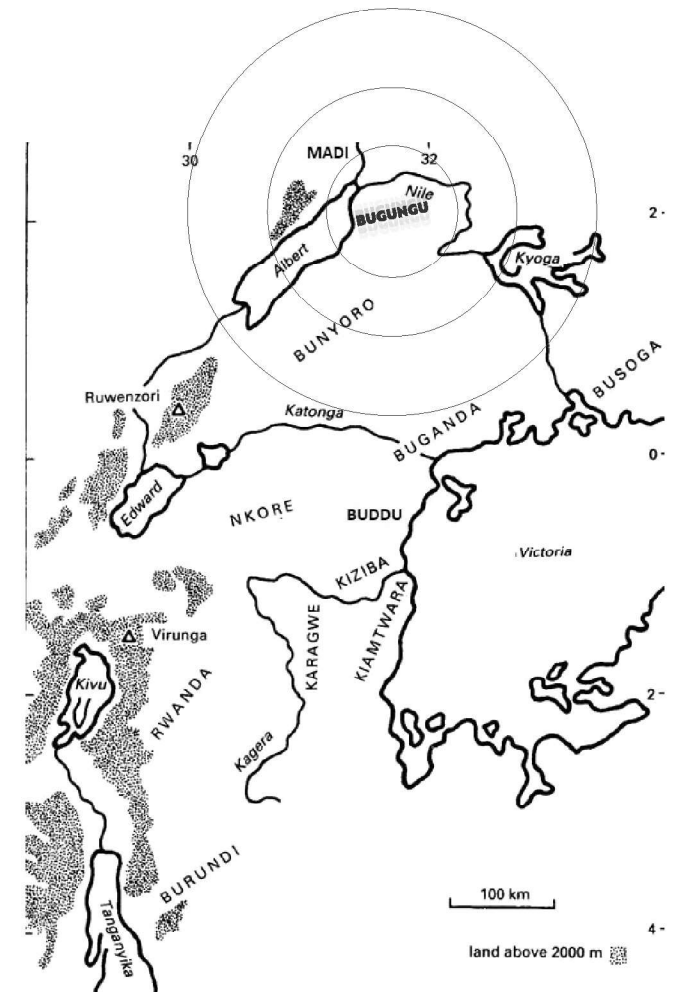 MADI
30
32
Nile
BUGUNGU
2-
Albert
Kyoga
BUNYORO
BUSOGA
Ruwenzori
Katonga
BUGANDA
0-
Edward
NKORE
BUDDU
Victoria
KIZIBA
KARAGWE
KIAMTWARA
Virunga
Kivu
RWANDA
2-
Kagera
BURUNDI
100 km
Tanganyika
4-
land above 2000 m